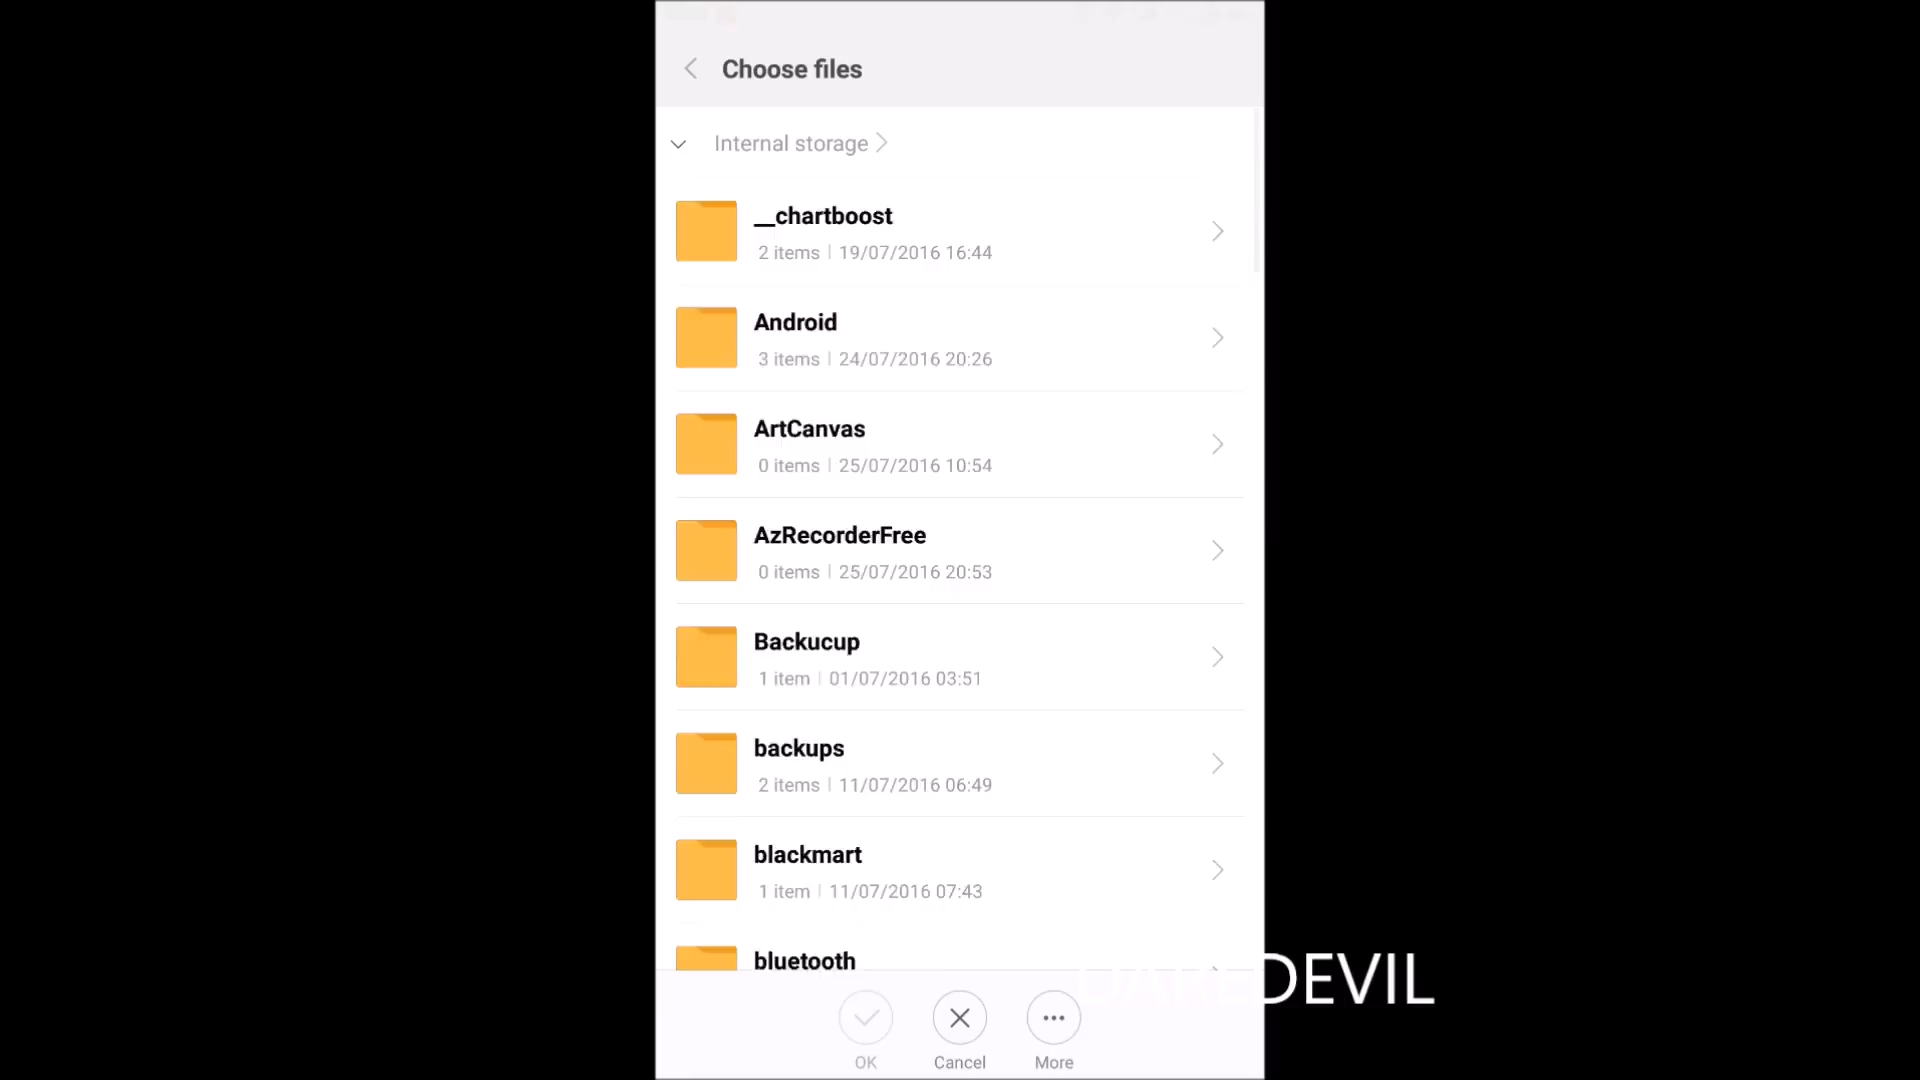 Choose files
Internal storage
__chartboost
2 items | 19/07/2016 16:44
Android
3 items | 24/07/2016 20:26
ArtCanvas
0 items | 25/07/2016 10:54
AzRecorderFree
0 items | 25/07/2016 20:53
Backucup
1 item | 01/07/2016 03:51
backups
2 items | 11/07/2016 06:49
blackmart
1 item | 11/07/2016 07:43
bluetooth
DAREDEVIL
OK
Cancel
More